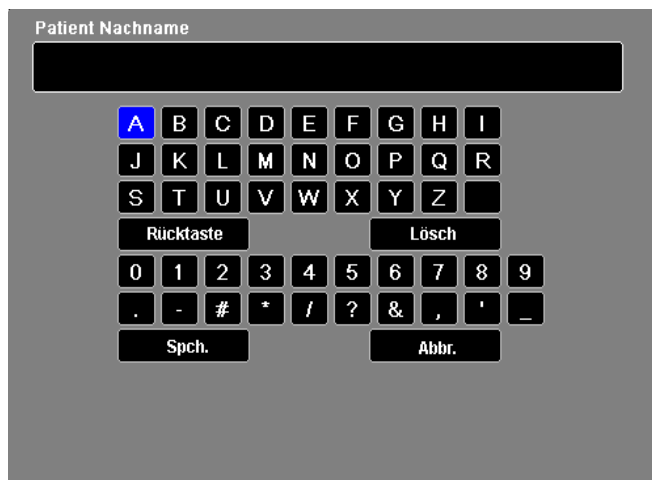 Patient Nachname
A B C D E F G H I
J K L M N O P Q R
S T U V W X Y Z
Rücktaste Lösch
0 1 2 3 4 5 6 7 8 9
. - # * / ? & , ' _
Spch. Abbr.